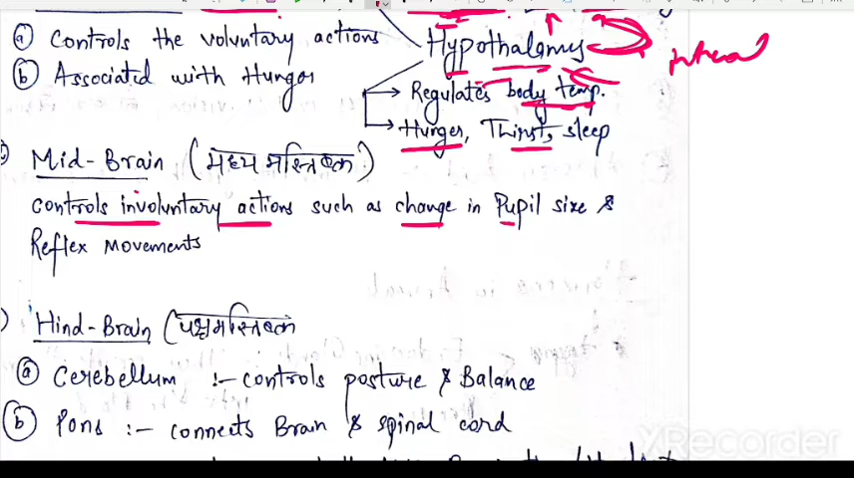 (a) Controls the voluntary actions
(b) Associated with Hunger
Hypothalamus
→ Regulates body temp.
→ Hunger, Thirst, sleep
Mid-Brain (मध्य मस्तिष्क)
controls involuntary actions such as change in Pupil size &
Reflex movements
Hind-Brain (पश्चमस्तिष्क
(a) Cerebellum :- controls posture & Balance
(b) Pons :- connects Brain & spinal cord
XRecorder